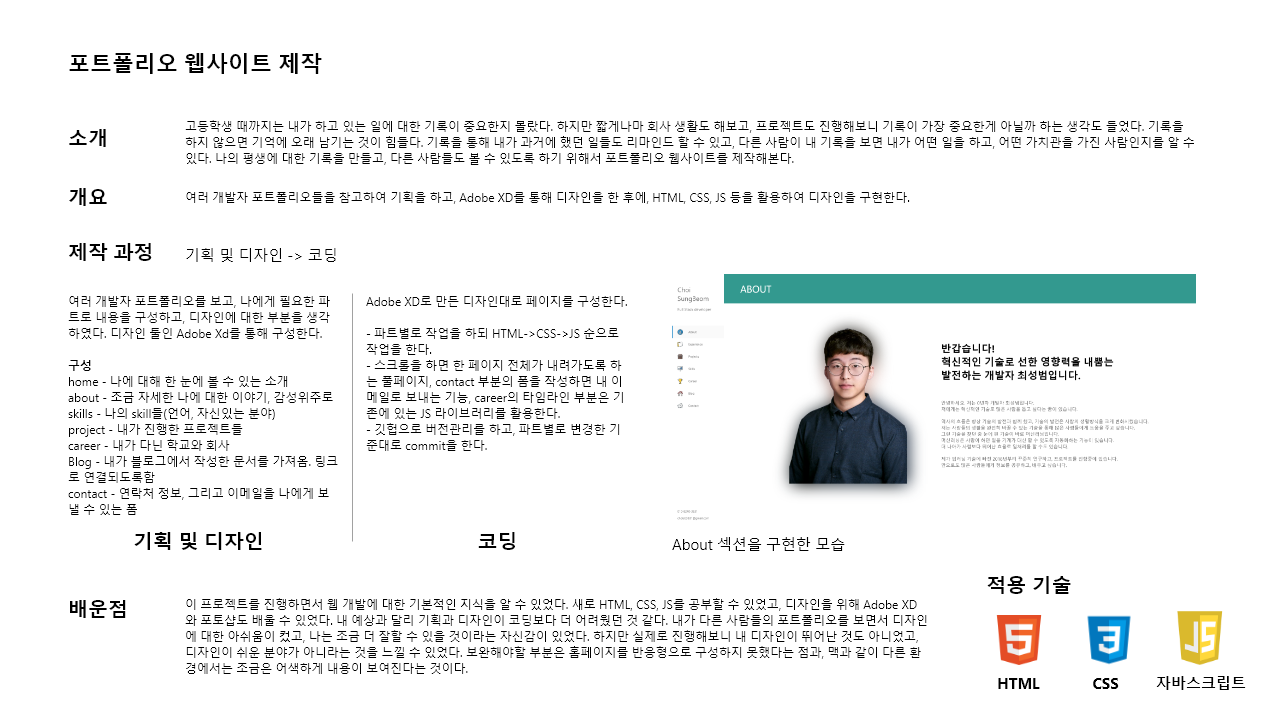 포트폴리오 웹사이트 제작
소개
고등학생 때까지는 내가 하고 있는 일에 대한 기록이 중요한지 몰랐다. 하지만 짧게나마 회사 생활도 해보고, 프로젝트도 진행해보니 기록이 가장 중요한게 아닐까 하는 생각도 들었다. 기록을
하지 않으면 기억에 오래 남기는 것이 힘들다. 기록을 통해 내가 과거에 했던 일들도 리마인드 할 수 있고, 다른 사람이 내 기록을 보면 내가 어떤 일을 하고, 어떤 가치관을 가진 사람인지를 알 수
있다. 나의 평생에 대한 기록을 만들고, 다른 사람들도 볼 수 있도록 하기 위해서 포트폴리오 웹사이트를 제작해본다.
개요
여러 개발자 포트폴리오들을 참고하여 기획을 하고, Adobe XD를 통해 디자인을 한 후에, HTML, CSS, JS 등을 활용하여 디자인을 구현한다.
제작 과정
기획 및 디자인 -> 코딩
여러 개발자 포트폴리오를 보고, 나에게 필요한 파
트로 내용을 구성하고, 디자인에 대한 부분을 생각
하였다. 디자인 툴인 Adobe Xd를 통해 구성한다.
구성
home - 나에 대해 한 눈에 볼 수 있는 소개
about - 조금 자세한 나에 대한 이야기, 감성위주로
skills - 나의 skill들(언어, 자신있는 분야)
project - 내가 진행한 프로젝트들
career - 내가 다닌 학교와 회사
Blog - 내가 블로그에서 작성한 문서를 가져옴. 링크
로 연결되도록함
contact - 연락처 정보, 그리고 이메일을 나에게 보
낼 수 있는 폼
기획 및 디자인
Adobe XD로 만든 디자인대로 페이지를 구성한다.
- 파트별로 작업을 하되 HTML->CSS->JS 순으로
작업을 한다.
- 스크롤을 하면 한 페이지 전체가 내려가도록 하
는 풀페이지, contact 부분의 폼을 작성하면 내 이
메일로 보내는 기능, career의 타임라인 부분은 기
존에 있는 JS 라이브러리를 활용한다.
- 깃헙으로 버전관리를 하고, 파트별로 변경한 기
준대로 commit을 한다.
코딩
Choi
SungBeom
ABOUT
반갑습니다!
혁신적인 기술로 선한 영향력을 내뿜는
발전하는 개발자 최성범입니다.
About 섹션을 구현한 모습
배운점
이 프로젝트를 진행하면서 웹 개발에 대한 기본적인 지식을 알 수 있었다. 새로 HTML, CSS, JS를 공부할 수 있었고, 디자인을 위해 Adobe XD
와 포토샵도 배울 수 있었다. 내 예상과 달리 기획과 디자인이 코딩보다 더 어려웠던 것 같다. 내가 다른 사람들의 포트폴리오를 보면서 디자인
에 대한 아쉬움이 컸고, 나는 조금 더 잘할 수 있을 것이라는 자신감이 있었다. 하지만 실제로 진행해보니 내 디자인이 뛰어난 것도 아니었고,
디자인이 쉬운 분야가 아니라는 것을 느낄 수 있었다. 보완해야할 부분은 홈페이지를 반응형으로 구성하지 못했다는 점과, 맥과 같이 다른 환
경에서는 조금은 어색하게 내용이 보여진다는 것이다.
적용 기술
5
3
JS
HTML
CSS
자바스크립트